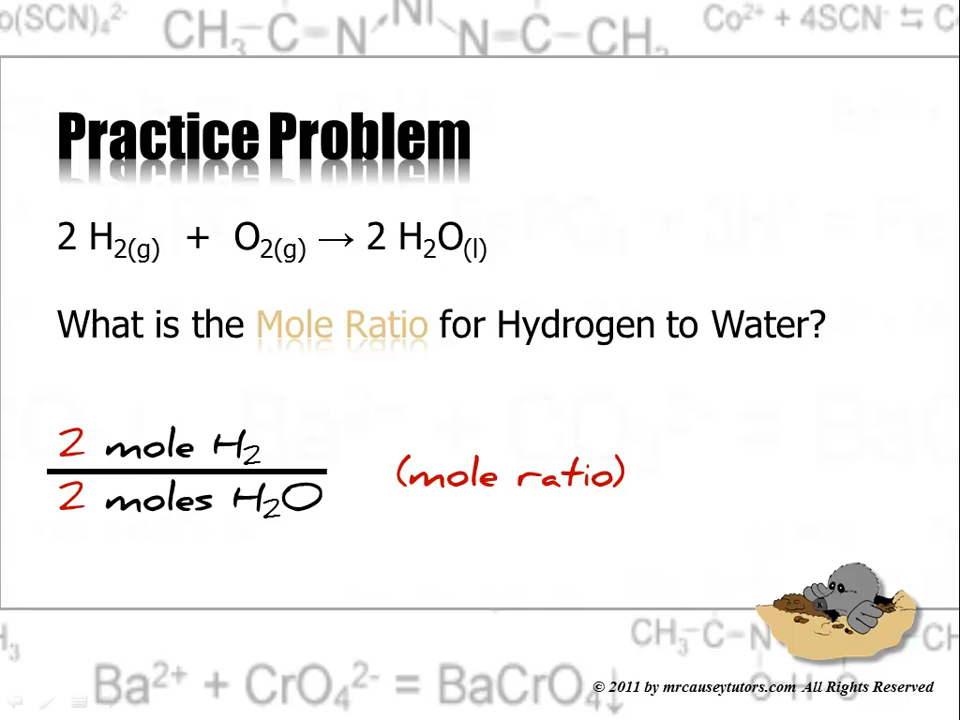 o(SCN)₄²⁻ CH₃–C=N NI N=C–CH₃ Co²⁺ + 4SCN⁻ ⇆ C
Practice Problem
2 H₂(g) + O₂(g) → 2 H₂O(l)
What is the Mole Ratio for Hydrogen to Water?
2 mole H₂
2 moles H₂O
(mole ratio)
CH₃–C=N
Ba²⁺ + CrO₄²⁻ = BaCrO₄↓
© 2011 by mrcauseytutors.com All Rights Reserved